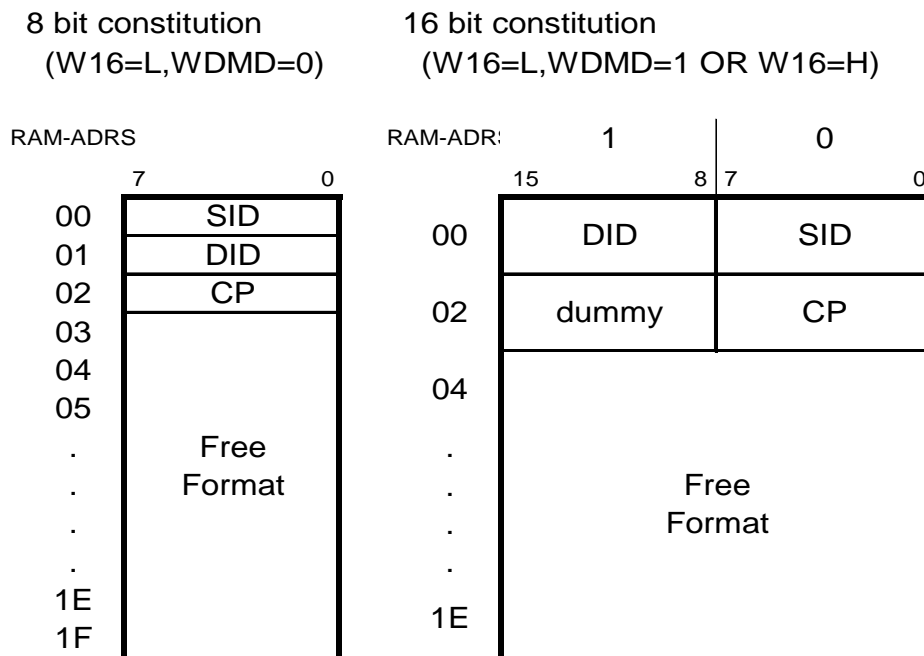 8 bit constitution
(W16=L,WDMD=0)
RAM-ADRS
7 0
00 SID
01 DID
02 CP
03
04
05
.
Free
Format
.
.
.
1E
1F
16 bit constitution
(W16=L,WDMD=1 OR W16=H)
RAM-ADRS 1 0
15 8 7 0
00 DID SID
02 dummy CP
04
.
.
Free
Format
.
.
1E